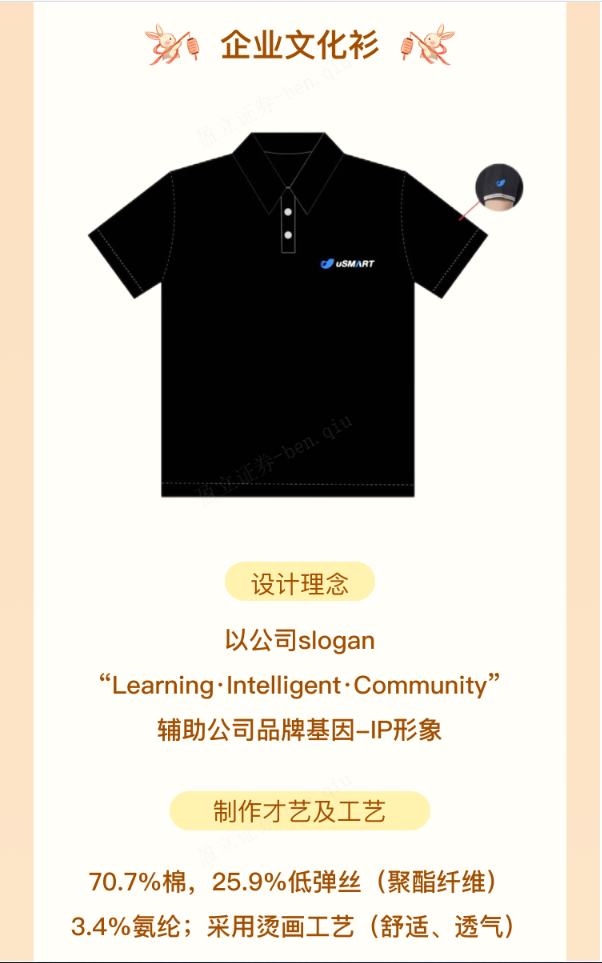 企业文化衫
盈立证券-ben.qiu
uSMART
盈立证券-ben.qiu
设计理念
以公司slogan
“Learning·Intelligent·Community”
辅助公司品牌基因-IP形象
制作才艺及工艺
70.7%棉，25.9%低弹丝（聚酯纤维）
3.4%氨纶；采用烫画工艺（舒适、透气）